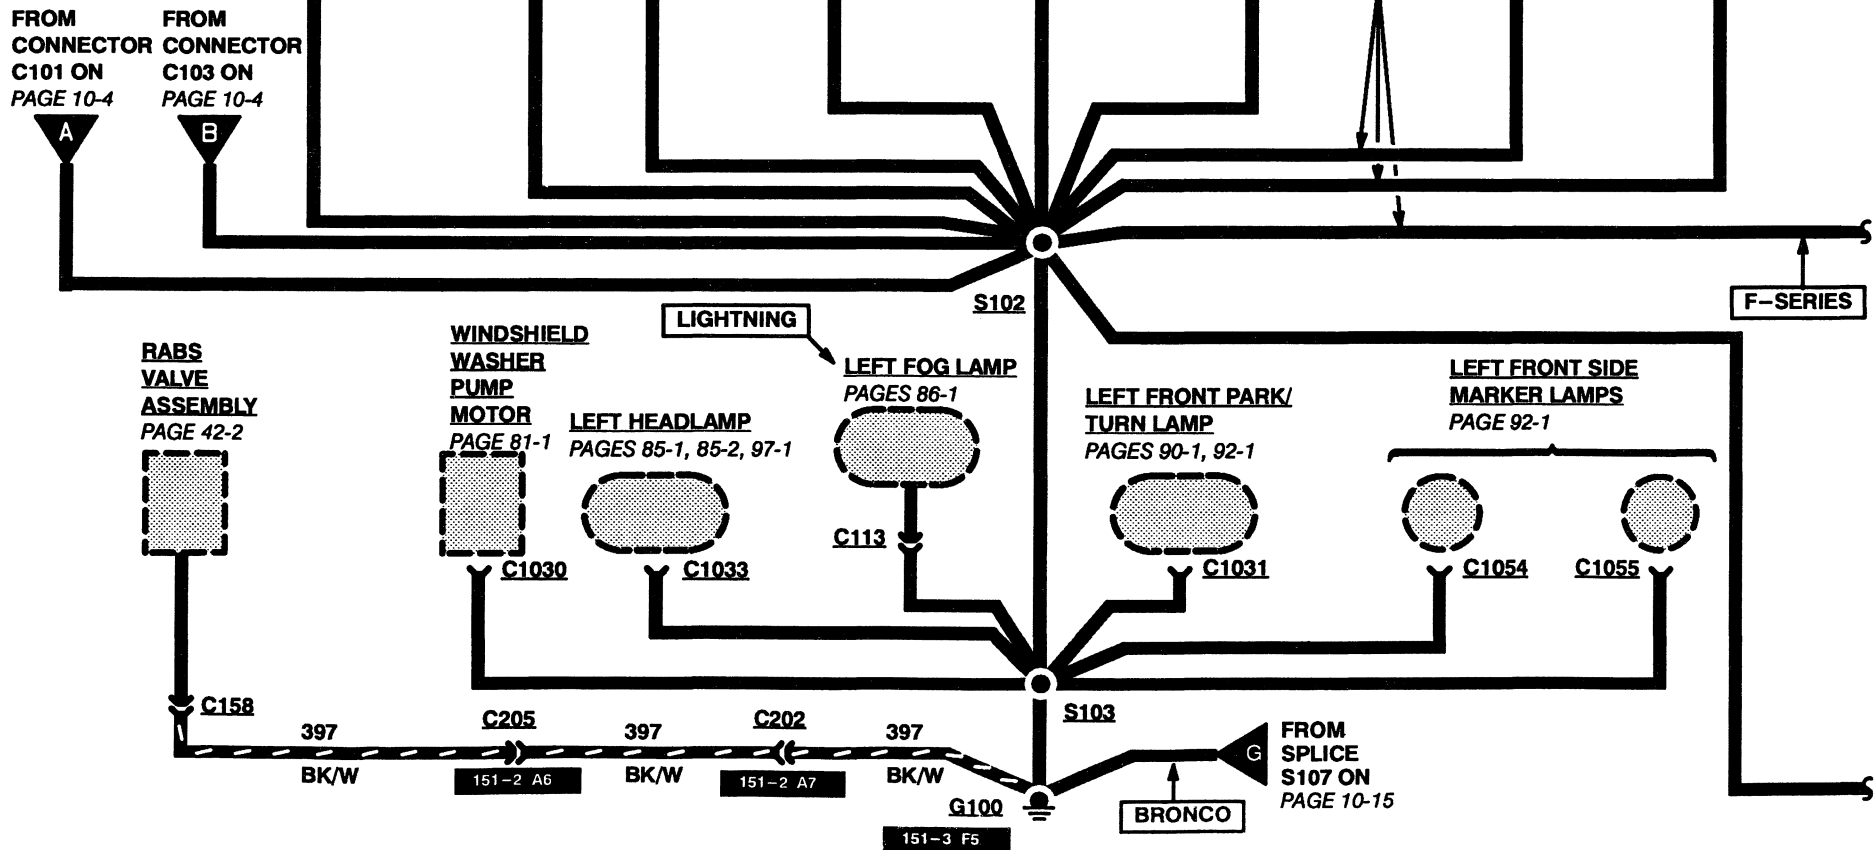 FROM
CONNECTOR
C101 ON
PAGE 10-4
FROM
CONNECTOR
C103 ON
PAGE 10-4
A
B
S102
F-SERIES
LIGHTNING
RABS
VALVE
ASSEMBLY
PAGE 42-2
WINDSHIELD
WASHER
PUMP
MOTOR
PAGE 81-1
LEFT HEADLAMP
PAGES 85-1, 85-2, 97-1
LEFT FOG LAMP
PAGES 86-1
LEFT FRONT PARK/
TURN LAMP
PAGES 90-1, 92-1
LEFT FRONT SIDE
MARKER LAMPS
PAGE 92-1
C113
C1030
C1033
C1031
C1054
C1055
C158
397
BK/W
C205
151-2 A6
397
BK/W
C202
151-2 A7
397
BK/W
S103
G100
151-3 F5
G
FROM
SPLICE
S107 ON
PAGE 10-15
BRONCO